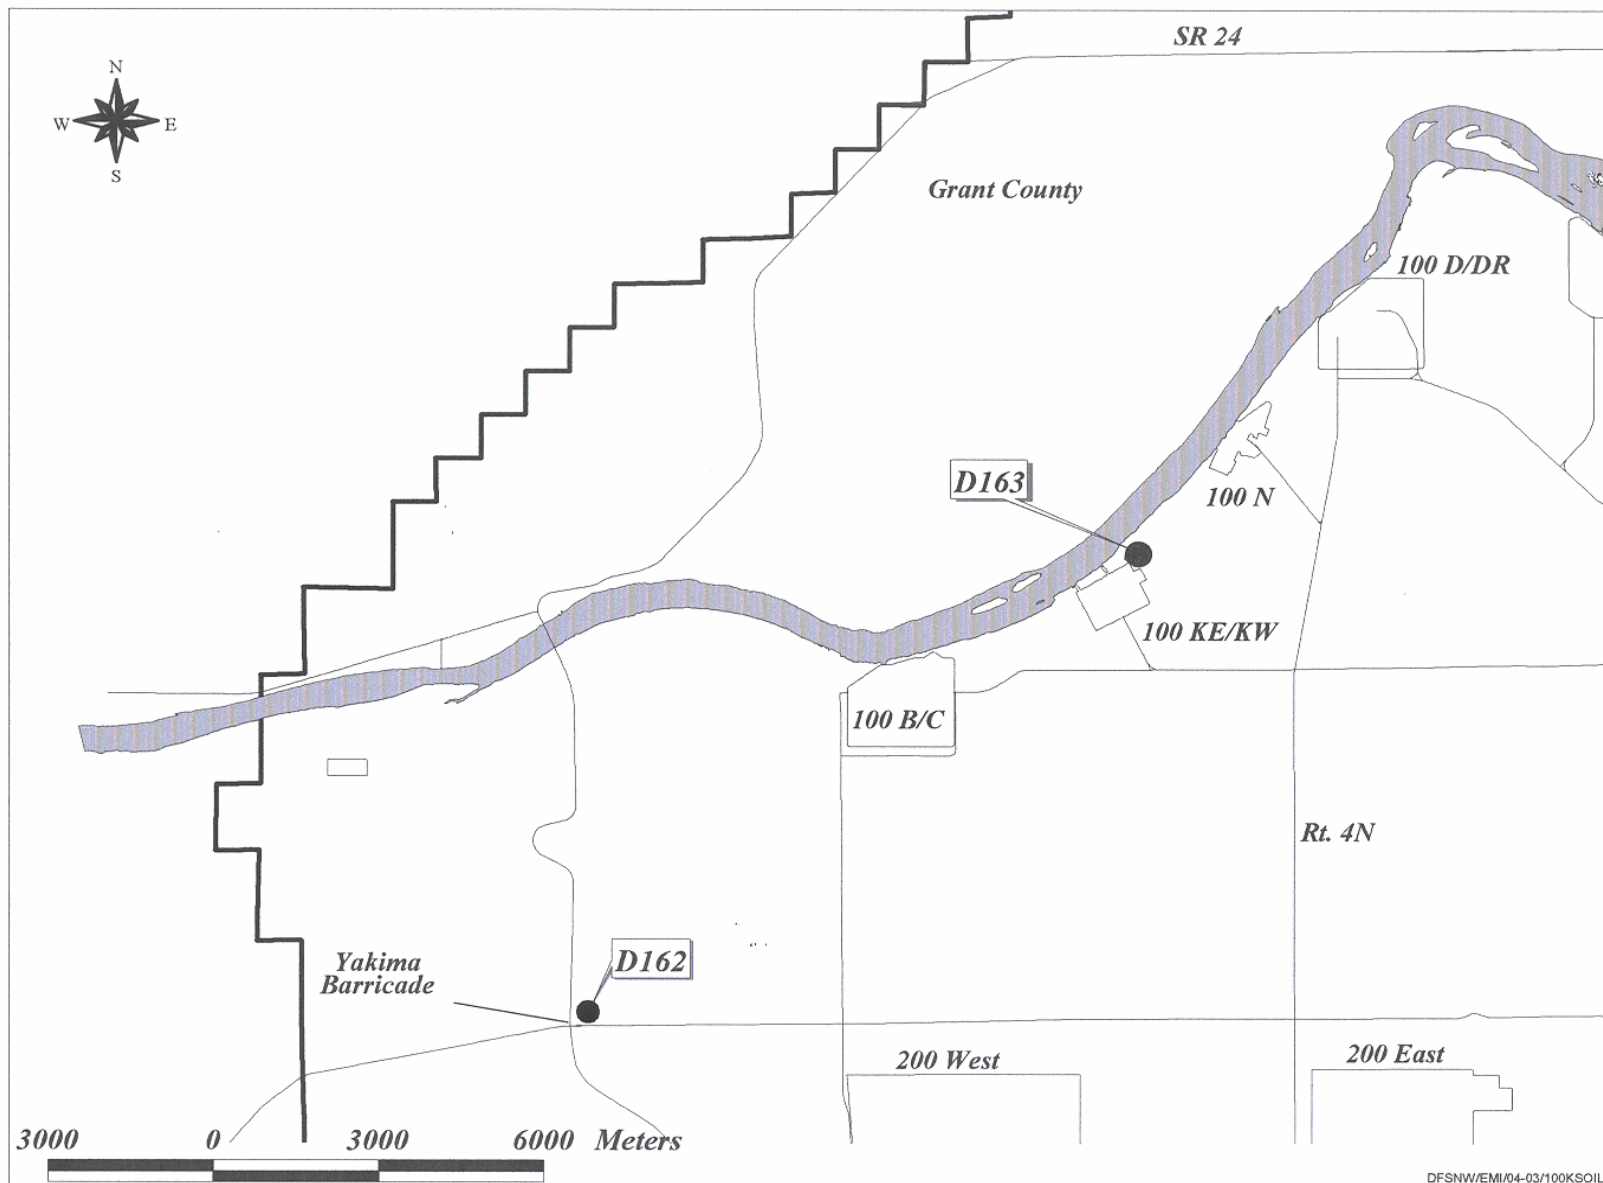 SR 24
N
W E
S
Grant County
100 D/DR
D163
100 N
100 KE/KW
100 B/C
Rt. 4N
Yakima
Barricade
D162
200 West
200 East
3000 0 3000 6000 Meters
DFSNW/EMI/04-03/100KSOIL